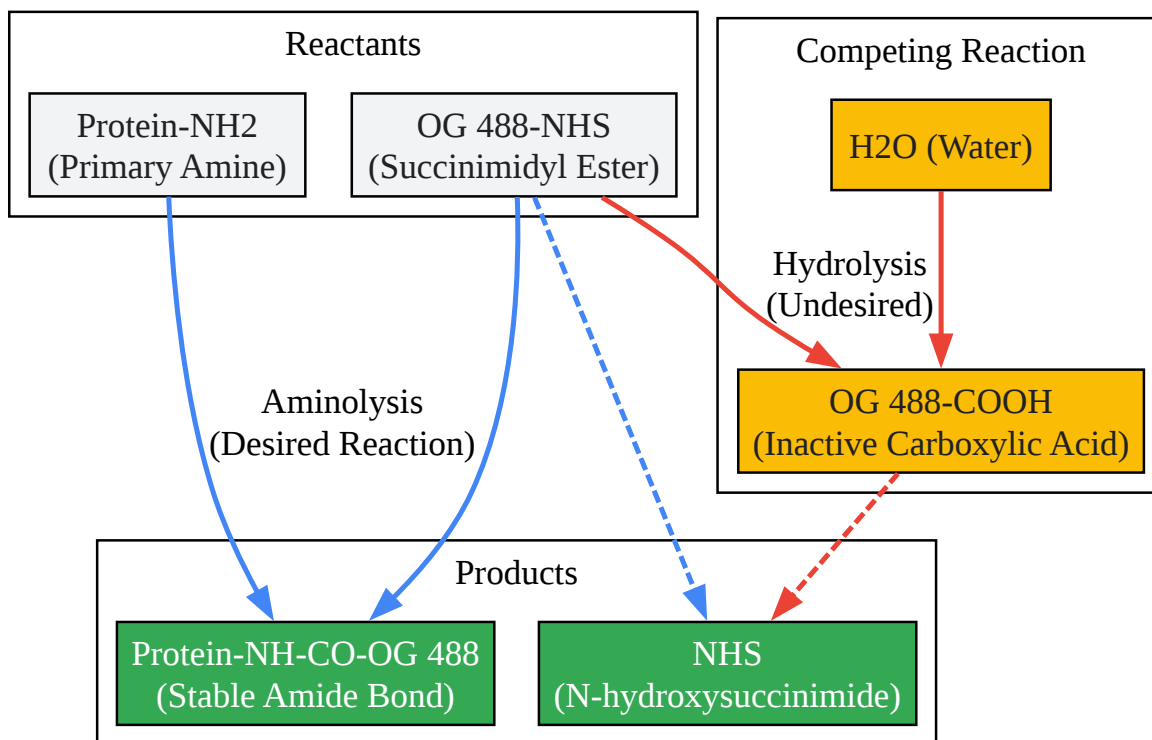 Reactants
Protein-NH2
(Primary Amine)
OG 488-NHS
(Succinimidyl Ester)
Competing Reaction
H2O (Water)
Hydrolysis
(Undesired)
OG 488-COOH
(Inactive Carboxylic Acid)
Aminolysis
(Desired Reaction)
Products
Protein-NH-CO-OG 488
(Stable Amide Bond)
NHS
(N-hydroxysuccinimide)